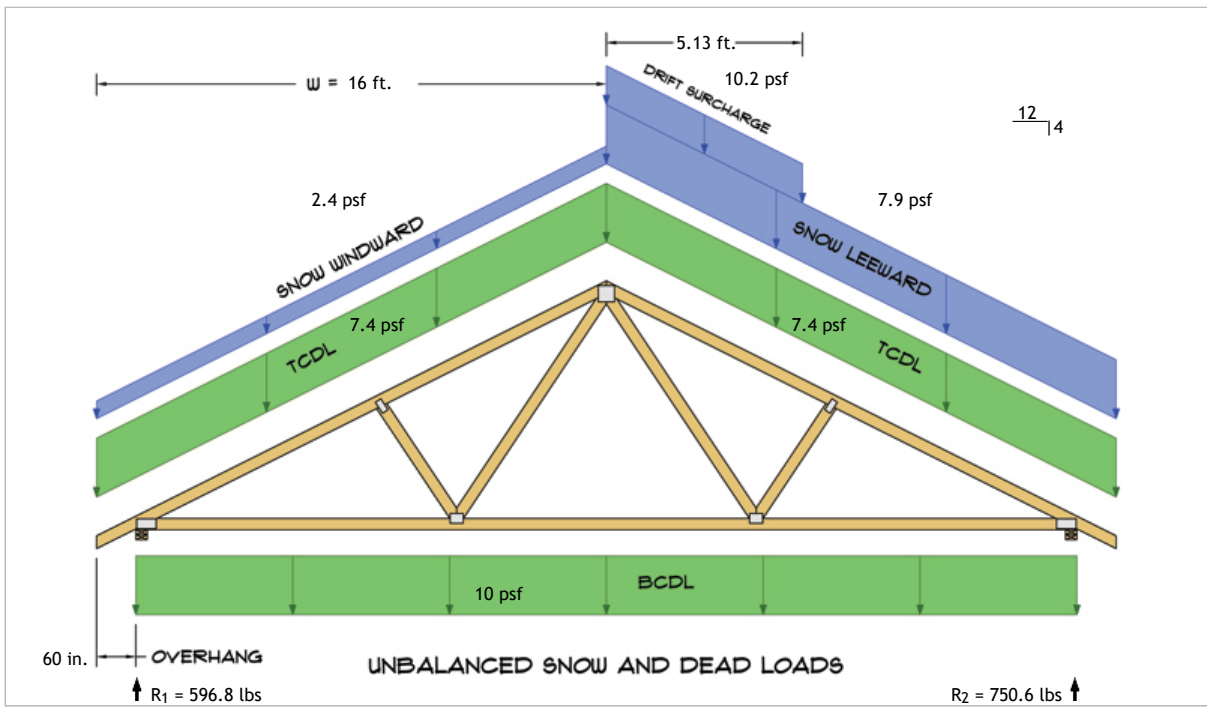 5.13 ft.
W = 16 ft.
DRIFT SURCHARGE
10.2 psf
12
4
2.4 psf
7.9 psf
SNOW WINDWARD
SNOW LEEWARD
7.4 psf
7.4 psf
TCDL
TCDL
BCDL
10 psf
60 in.
OVERHANG
UNBALANCED SNOW AND DEAD LOADS
R1 = 596.8 lbs
R2 = 750.6 lbs